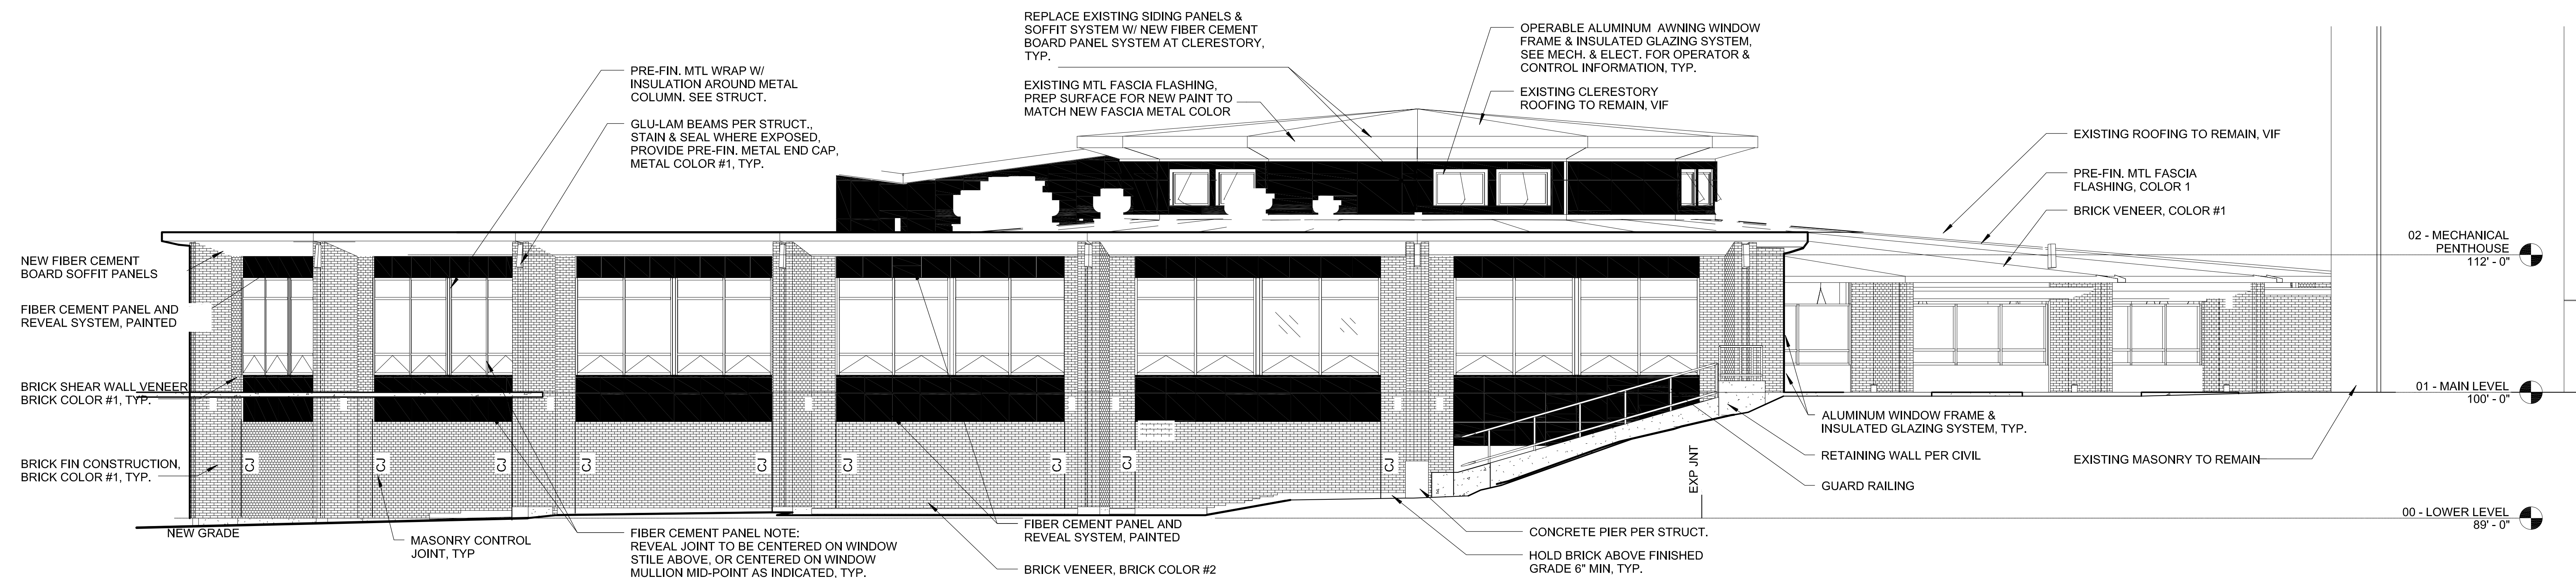 REPLACE EXISTING SIDING PANELS &
SOFFIT SYSTEM W/ NEW FIBER CEMENT
BOARD PANEL SYSTEM AT CLERESTORY,
TYP.
EXISTING MTL FASCIA FLASHING,
PREP SURFACE FOR NEW PAINT TO
MATCH NEW FASCIA METAL COLOR
OPERABLE ALUMINUM AWNING WINDOW
FRAME & INSULATED GLAZING SYSTEM,
SEE MECH. & ELECT. FOR OPERATOR &
CONTROL INFORMATION, TYP.
EXISTING CLERESTORY
ROOFING TO REMAIN, VIF
PRE-FIN. MTL WRAP W/
INSULATION AROUND METAL
COLUMN. SEE STRUCT.
GLU-LAM BEAMS PER STRUCT.,
STAIN & SEAL WHERE EXPOSED,
PROVIDE PRE-FIN. METAL END CAP,
METAL COLOR #1, TYP.
EXISTING ROOFING TO REMAIN, VIF
PRE-FIN. MTL FASCIA
FLASHING, COLOR 1
BRICK VENEER, COLOR #1
02 - MECHANICAL
PENTHOUSE
112' - 0"
NEW FIBER CEMENT
BOARD SOFFIT PANELS
FIBER CEMENT PANEL AND
REVEAL SYSTEM, PAINTED
BRICK SHEAR WALL VENEER
BRICK COLOR #1, TYP.
BRICK FIN CONSTRUCTION,
BRICK COLOR #1, TYP.
01 - MAIN LEVEL
100' - 0"
ALUMINUM WINDOW FRAME &
INSULATED GLAZING SYSTEM, TYP.
RETAINING WALL PER CIVIL
GUARD RAILING
EXISTING MASONRY TO REMAIN
CJ
CJ
CJ
CJ
CJ
CJ
CJ
CJ
CJ
EXP JNT
00 - LOWER LEVEL
89' - 0"
NEW GRADE
MASONRY CONTROL
JOINT, TYP
FIBER CEMENT PANEL NOTE:
REVEAL JOINT TO BE CENTERED ON WINDOW
STILE ABOVE, OR CENTERED ON WINDOW
MULLION MID-POINT AS INDICATED, TYP.
FIBER CEMENT PANEL AND
REVEAL SYSTEM, PAINTED
BRICK VENEER, BRICK COLOR #2
CONCRETE PIER PER STRUCT.
HOLD BRICK ABOVE FINISHED
GRADE 6" MIN, TYP.